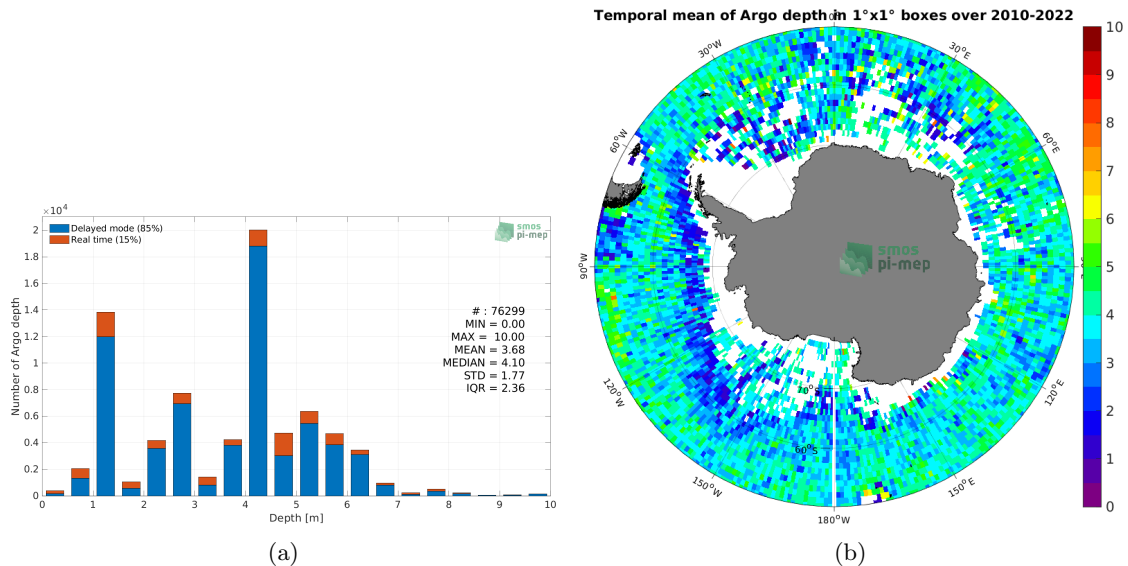 Temporal mean of Argo depth in 1°x1° boxes over 2010-2022
×10⁴
Delayed mode (85%)
Real time (15%)
smos
pi-mep
# : 76299
MIN = 0.00
MAX = 10.00
MEAN = 3.68
MEDIAN = 4.10
STD = 1.77
IQR = 2.36
Number of Argo depth
2
1.8
1.6
1.4
1.2
1
0.8
0.6
0.4
0.2
0
0 1 2 3 4 5 6 7 8 9 10
Depth [m]
(a)
30°W
30°E
60°W
60°E
90°W
120°W
120°E
150°W
150°E
180°W
70°S
60°S
smos
pi-mep
10
9
8
7
6
5
4
3
2
1
0
(b)